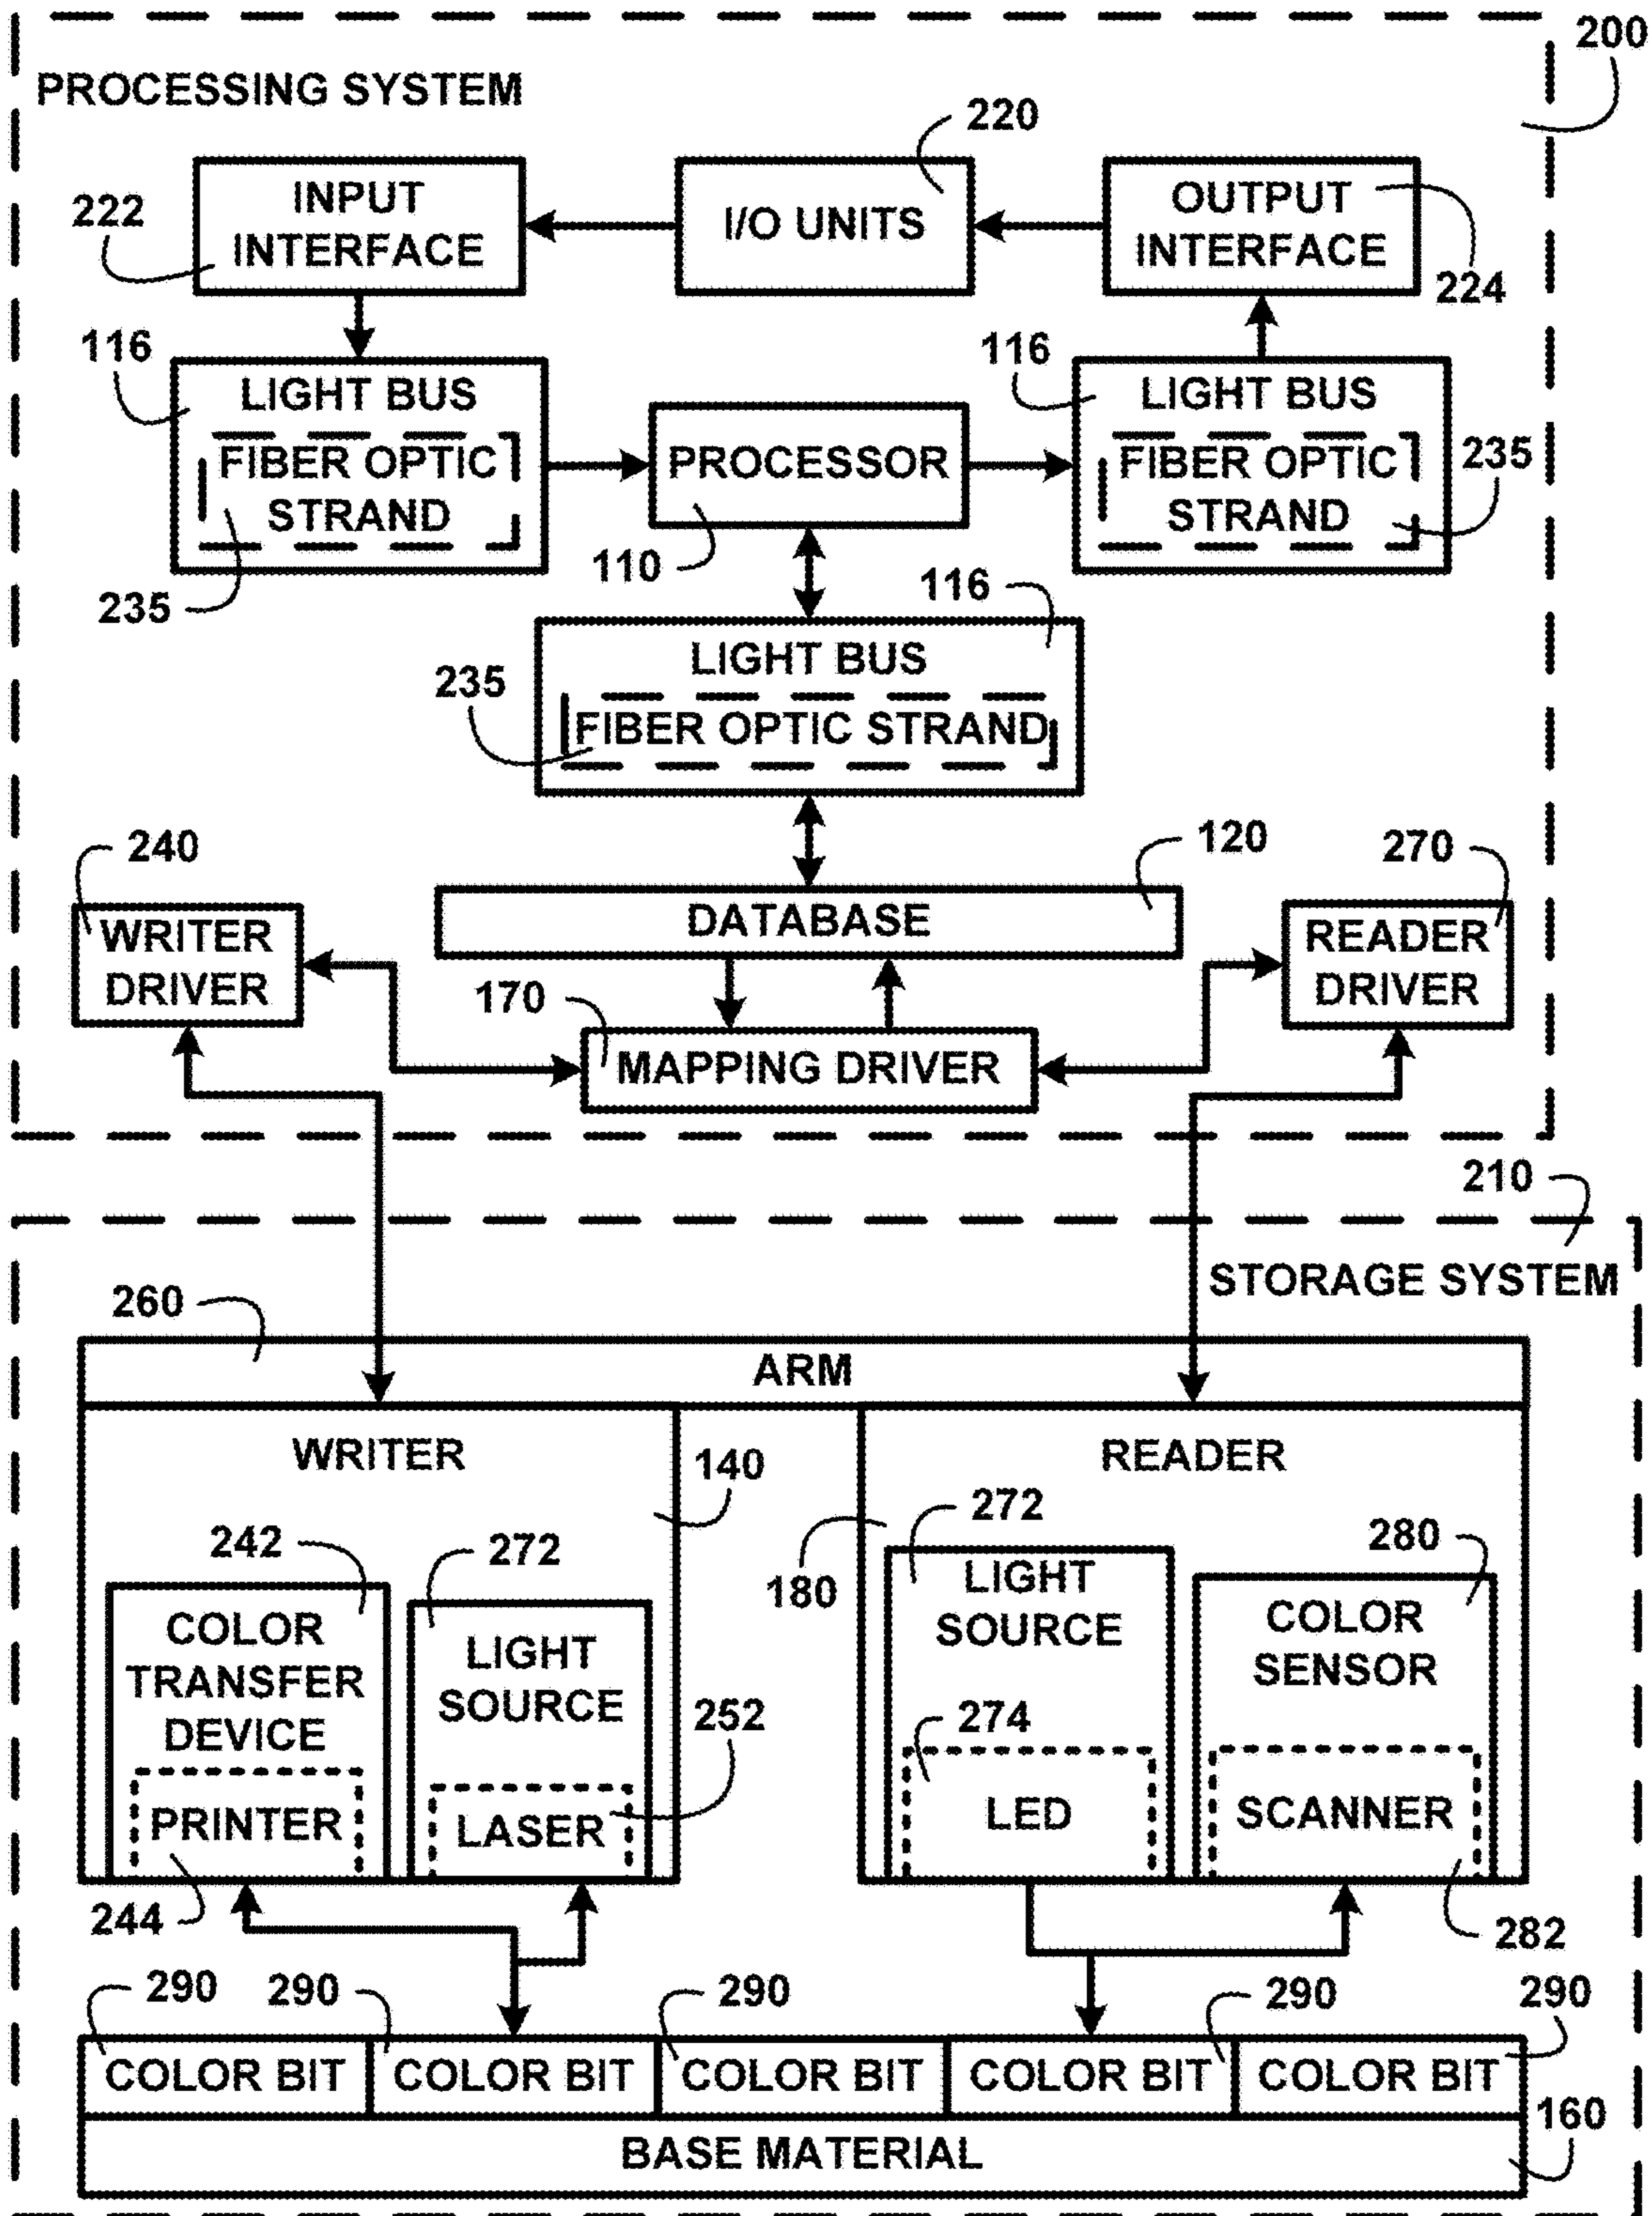 200
PROCESSING SYSTEM
220
222
INPUT
INTERFACE
I/O UNITS
OUTPUT
INTERFACE
224
116
LIGHT BUS
FIBER OPTIC
STRAND
235
PROCESSOR
110
116
LIGHT BUS
FIBER OPTIC
STRAND
235
116
LIGHT BUS
235
FIBER OPTIC STRAND
240
WRITER
DRIVER
120
DATABASE
270
READER
DRIVER
170
MAPPING DRIVER
210
STORAGE SYSTEM
260
ARM
WRITER
140
READER
242
272
180
272
280
COLOR
TRANSFER
DEVICE
PRINTER
244
LIGHT
SOURCE
252
LASER
LIGHT
SOURCE
274
LED
COLOR
SENSOR
SCANNER
282
290
290
290
290
290
COLOR BIT
COLOR BIT
COLOR BIT
COLOR BIT
COLOR BIT
160
BASE MATERIAL